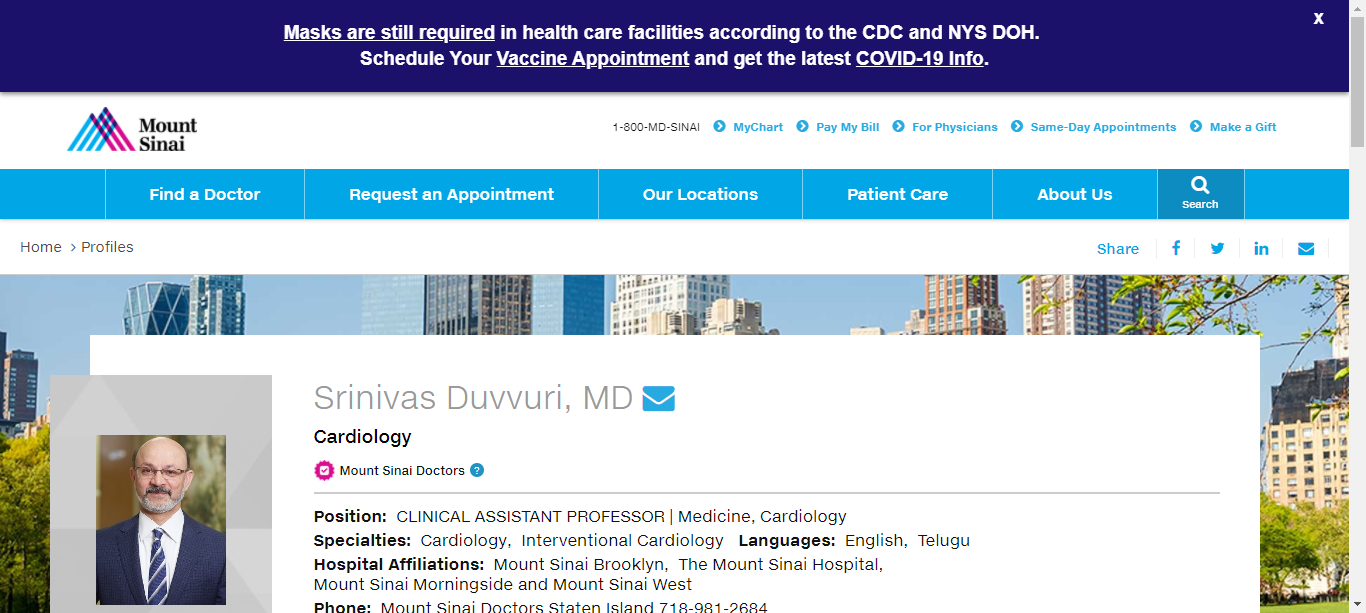 Masks are still required in health care facilities according to the CDC and NYS DOH.
X
Schedule Your Vaccine Appointment and get the latest COVID-19 Info.
Mount
Sinai
1-800-MD-SINAI MyChart Pay My Bill For Physicians Same-Day Appointments Make a Gift
Find a Doctor Request an Appointment Our Locations Patient Care About Us Search
Home > Profiles
Share
Srinivas Duvvuri, MD
Cardiology
Mount Sinai Doctors ?
Position: CLINICAL ASSISTANT PROFESSOR | Medicine, Cardiology
Specialties: Cardiology, Interventional Cardiology Languages: English, Telugu
Hospital Affiliations: Mount Sinai Brooklyn, The Mount Sinai Hospital,
Mount Sinai Morningside and Mount Sinai West
Phone: Mount Sinai Doctors Staten Island 718-981-2684